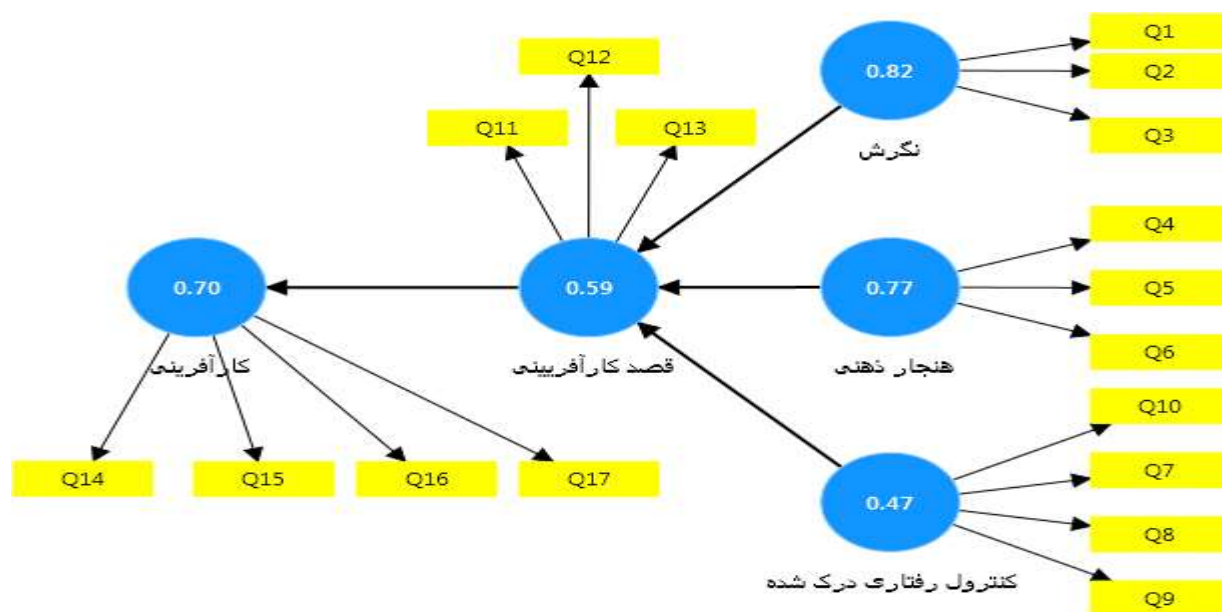 Q1
Q12
0.82
Q2
Q11
Q13
Q3
نگرش
Q4
0.70
0.59
0.77
Q5
کارآفرینی
قصد کارآفریینی
هنجار ذهنی
Q6
Q10
Q14
Q15
Q16
Q17
Q7
0.47
Q8
کنترول رفتاری درک شده
Q9